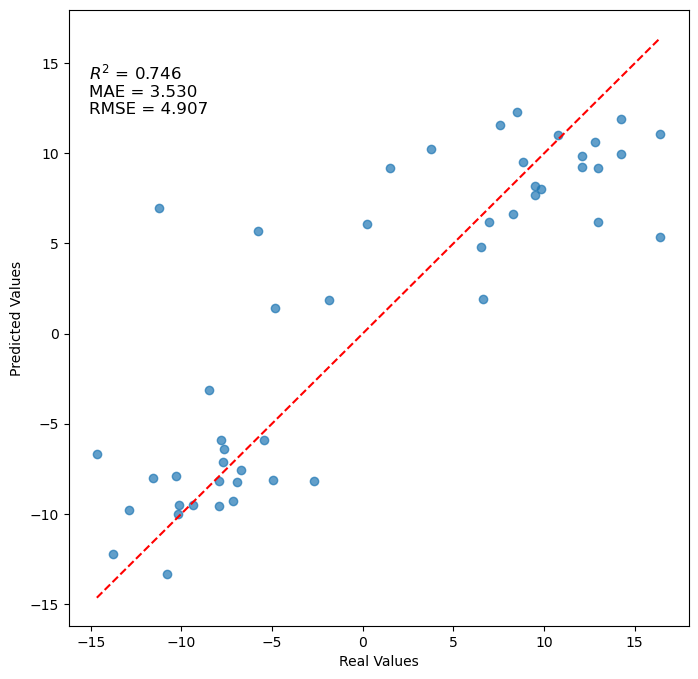 R² = 0.746
MAE = 3.530
RMSE = 4.907
Predicted Values
15
10
5
0
−5
−10
−15
−15 −10 −5 0 5 10 15
Real Values